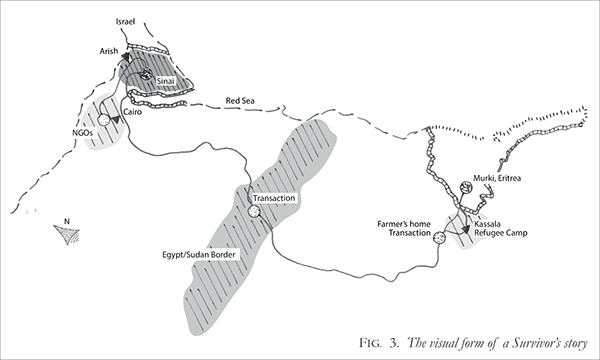 Israel
Arish
Sinai
Red Sea
Cairo
NGOs
N
Transaction
Egypt/Sudan Border
Murki, Eritrea
Farmer's home
Transaction
Kassala
Refugee Camp
FIG. 3. The visual form of a Survivor's story